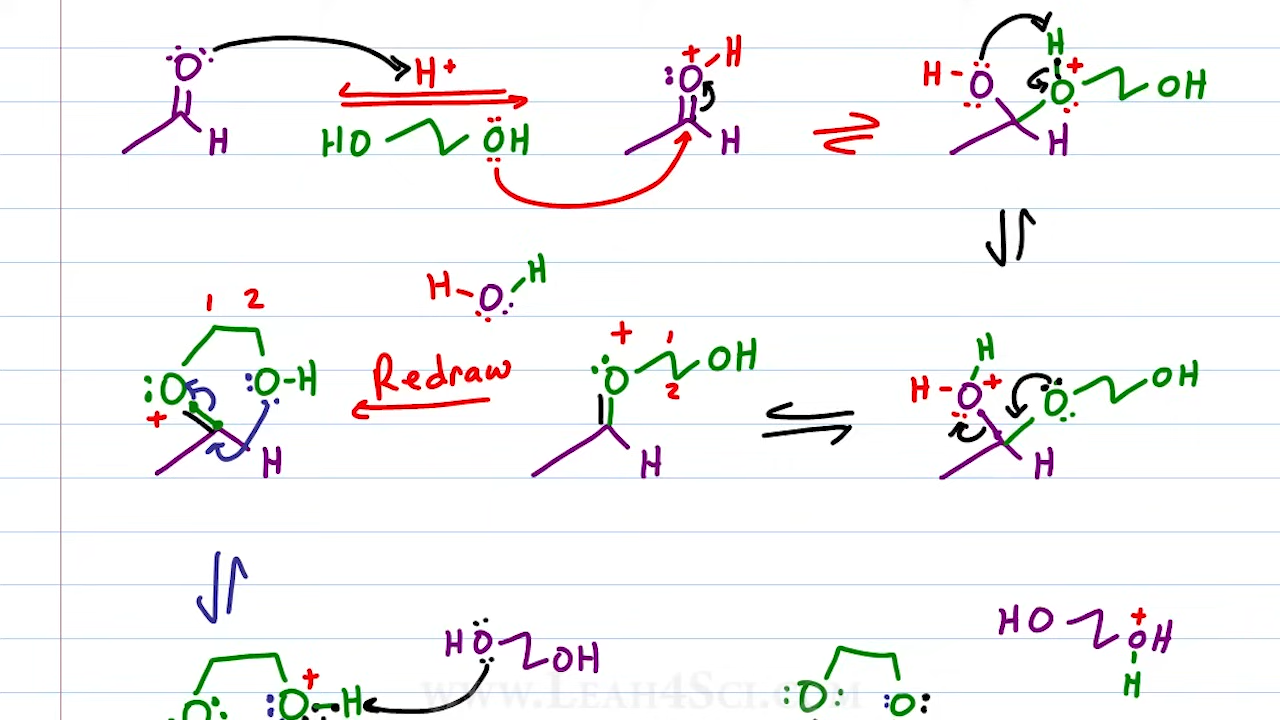 O H+ O + H H O H + O OH
H HO OH H H
H O H
1 2 + 1 H
O O-H Redraw O OH H-O + O OH
+ 2
H H H
HO OH HO + OH
+ H
O O-H O O
www.Leah4Sci.com